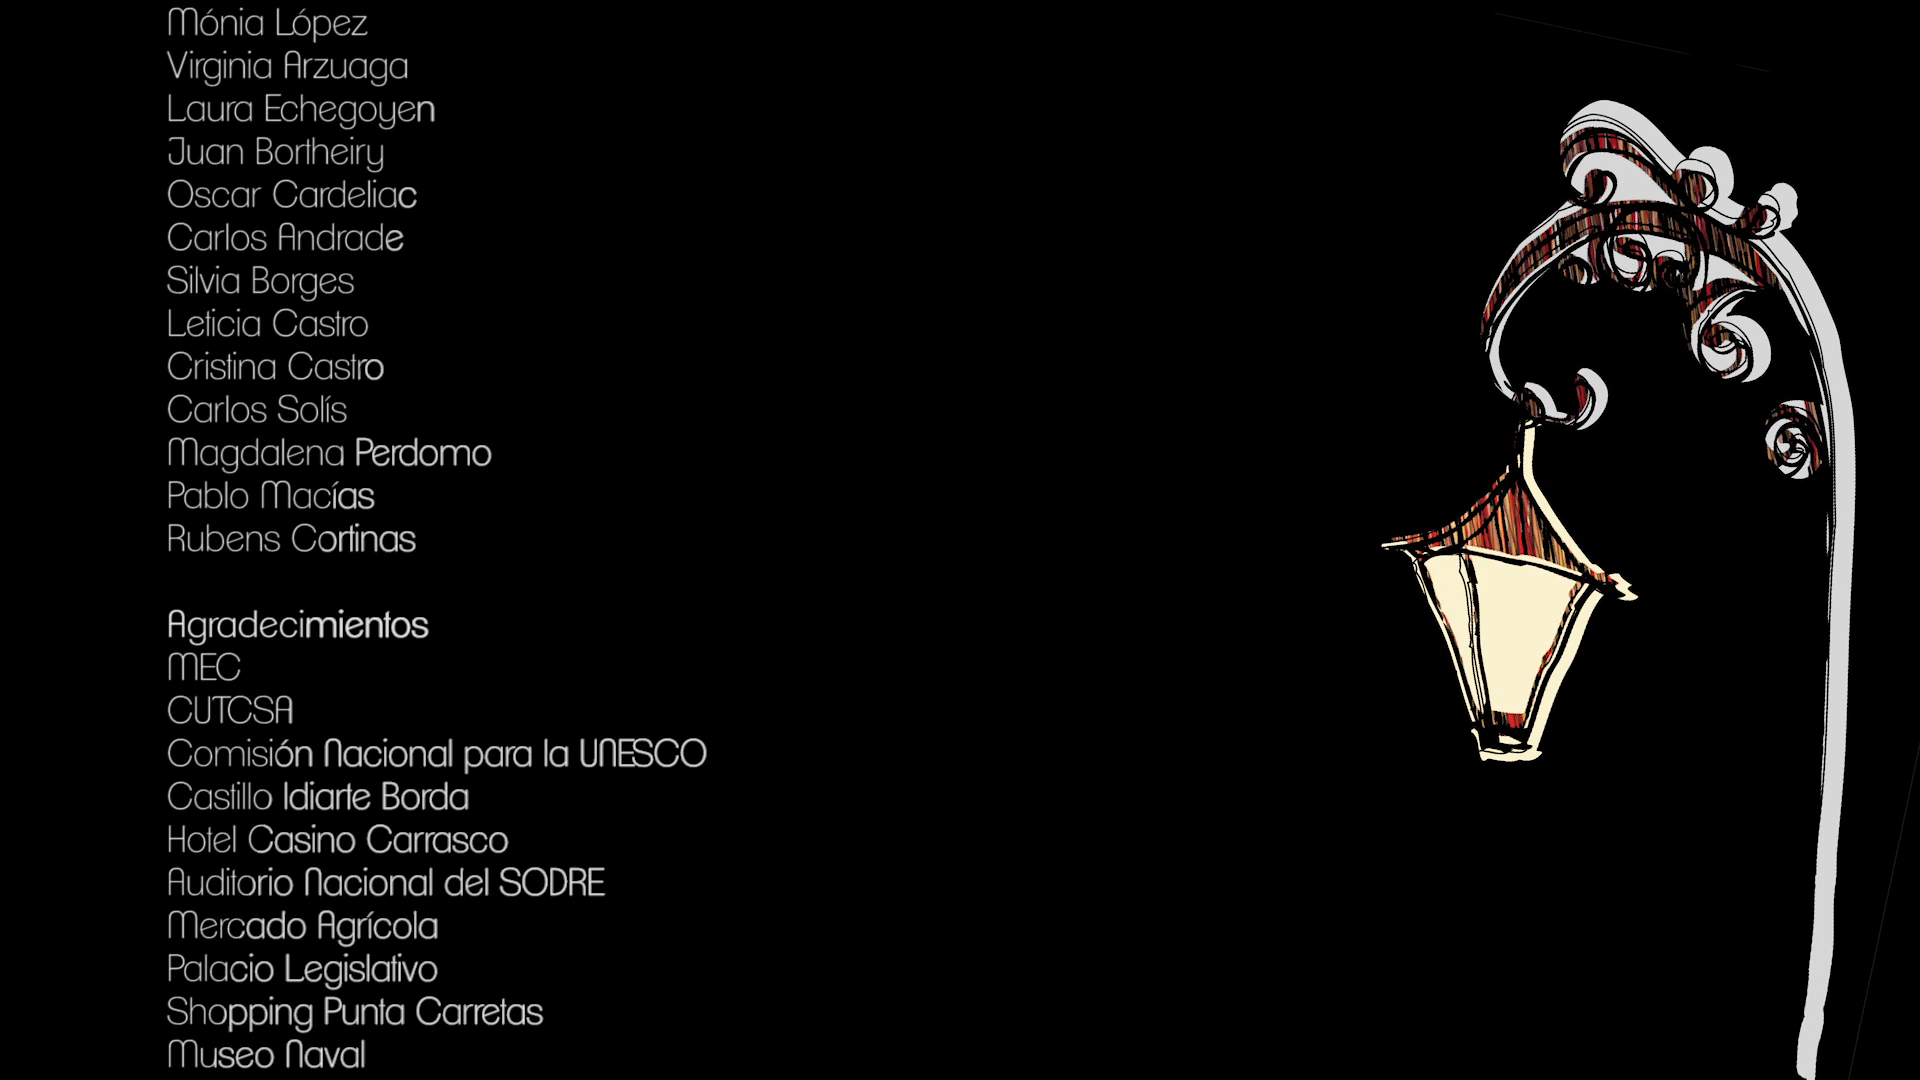 Mónia López
Virginia Arzuaga
Laura Echegoyen
Juan Bortheiry
Oscar Cardeliac
Carlos Andrade
Silvia Borges
Leticia Castro
Cristina Castro
Carlos Solís
Magdalena Perdomo
Pablo Macías
Rubens Cortinas
Agradecimientos
MEC
CUTCSA
Comisión Nacional para la UNESCO
Castillo Idiarte Borda
Hotel Casino Carrasco
Auditorio Nacional del SODRE
Mercado Agrícola
Palacio Legislativo
Shopping Punta Carretas
Museo Naval